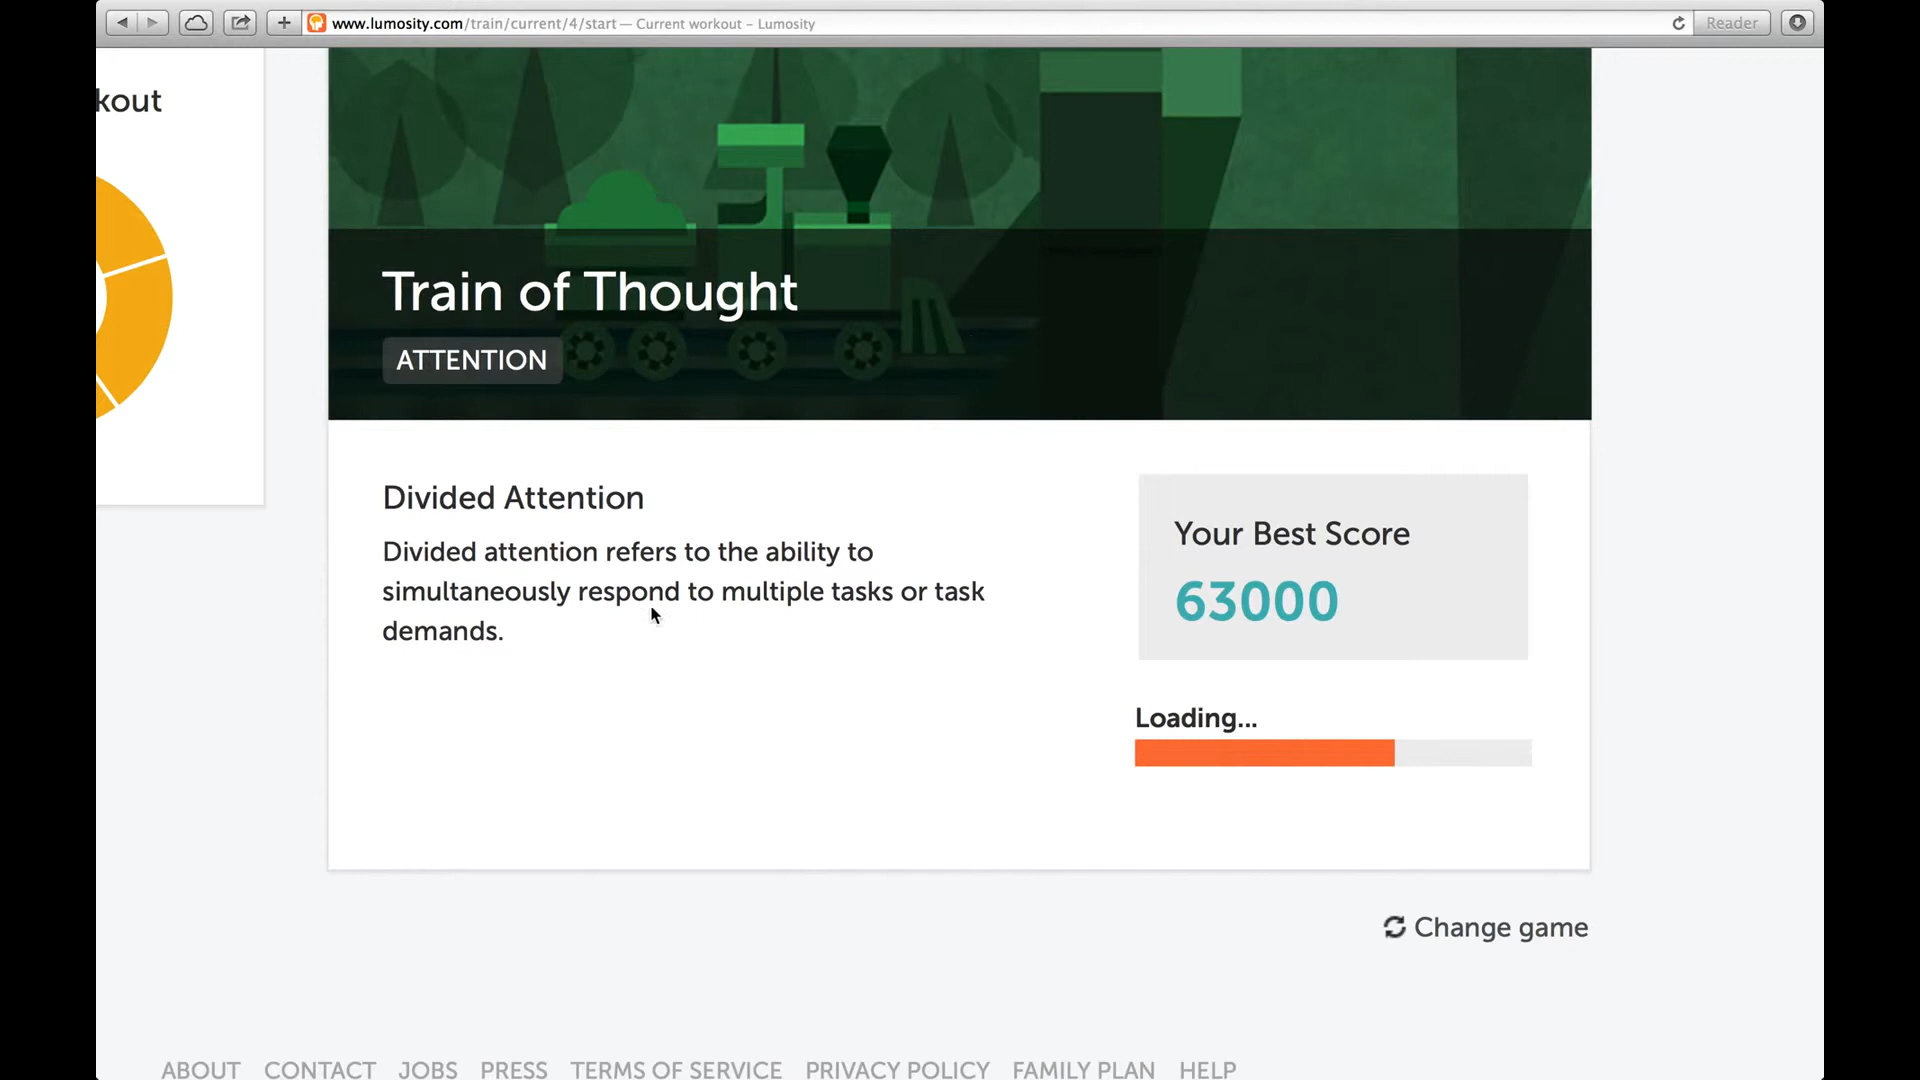 www.lumosity.com/train/current/4/start — Current workout – Lumosity
Reader
kout
Train of Thought
ATTENTION
Divided Attention
Divided attention refers to the ability to
simultaneously respond to multiple tasks or task
demands.
Your Best Score
63000
Loading...
Change game
ABOUT CONTACT JOBS PRESS TERMS OF SERVICE PRIVACY POLICY FAMILY PLAN HELP